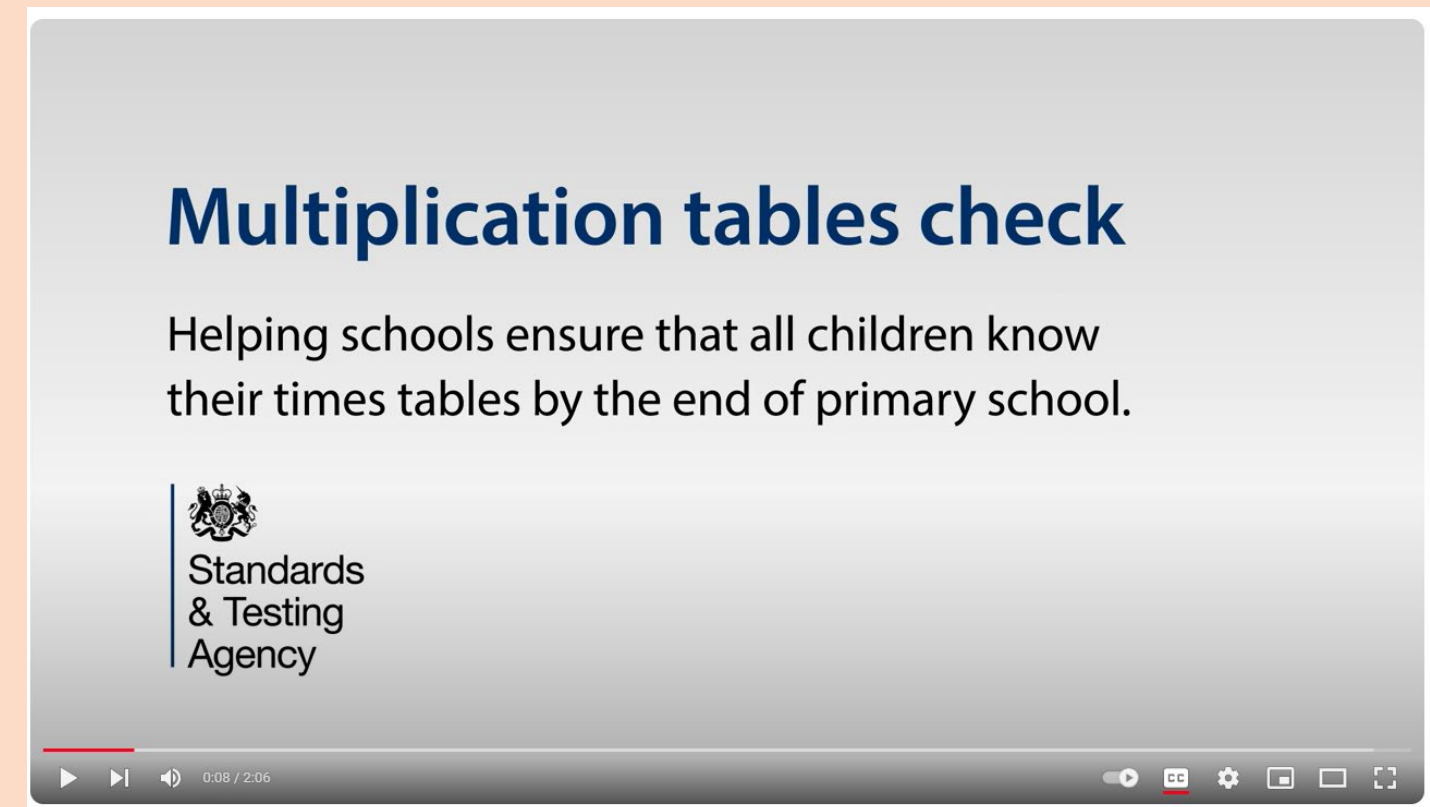 Multiplication tables check
Helping schools ensure that all children know
their times tables by the end of primary school.
Standards
& Testing
Agency
0:08 / 2:06
CC